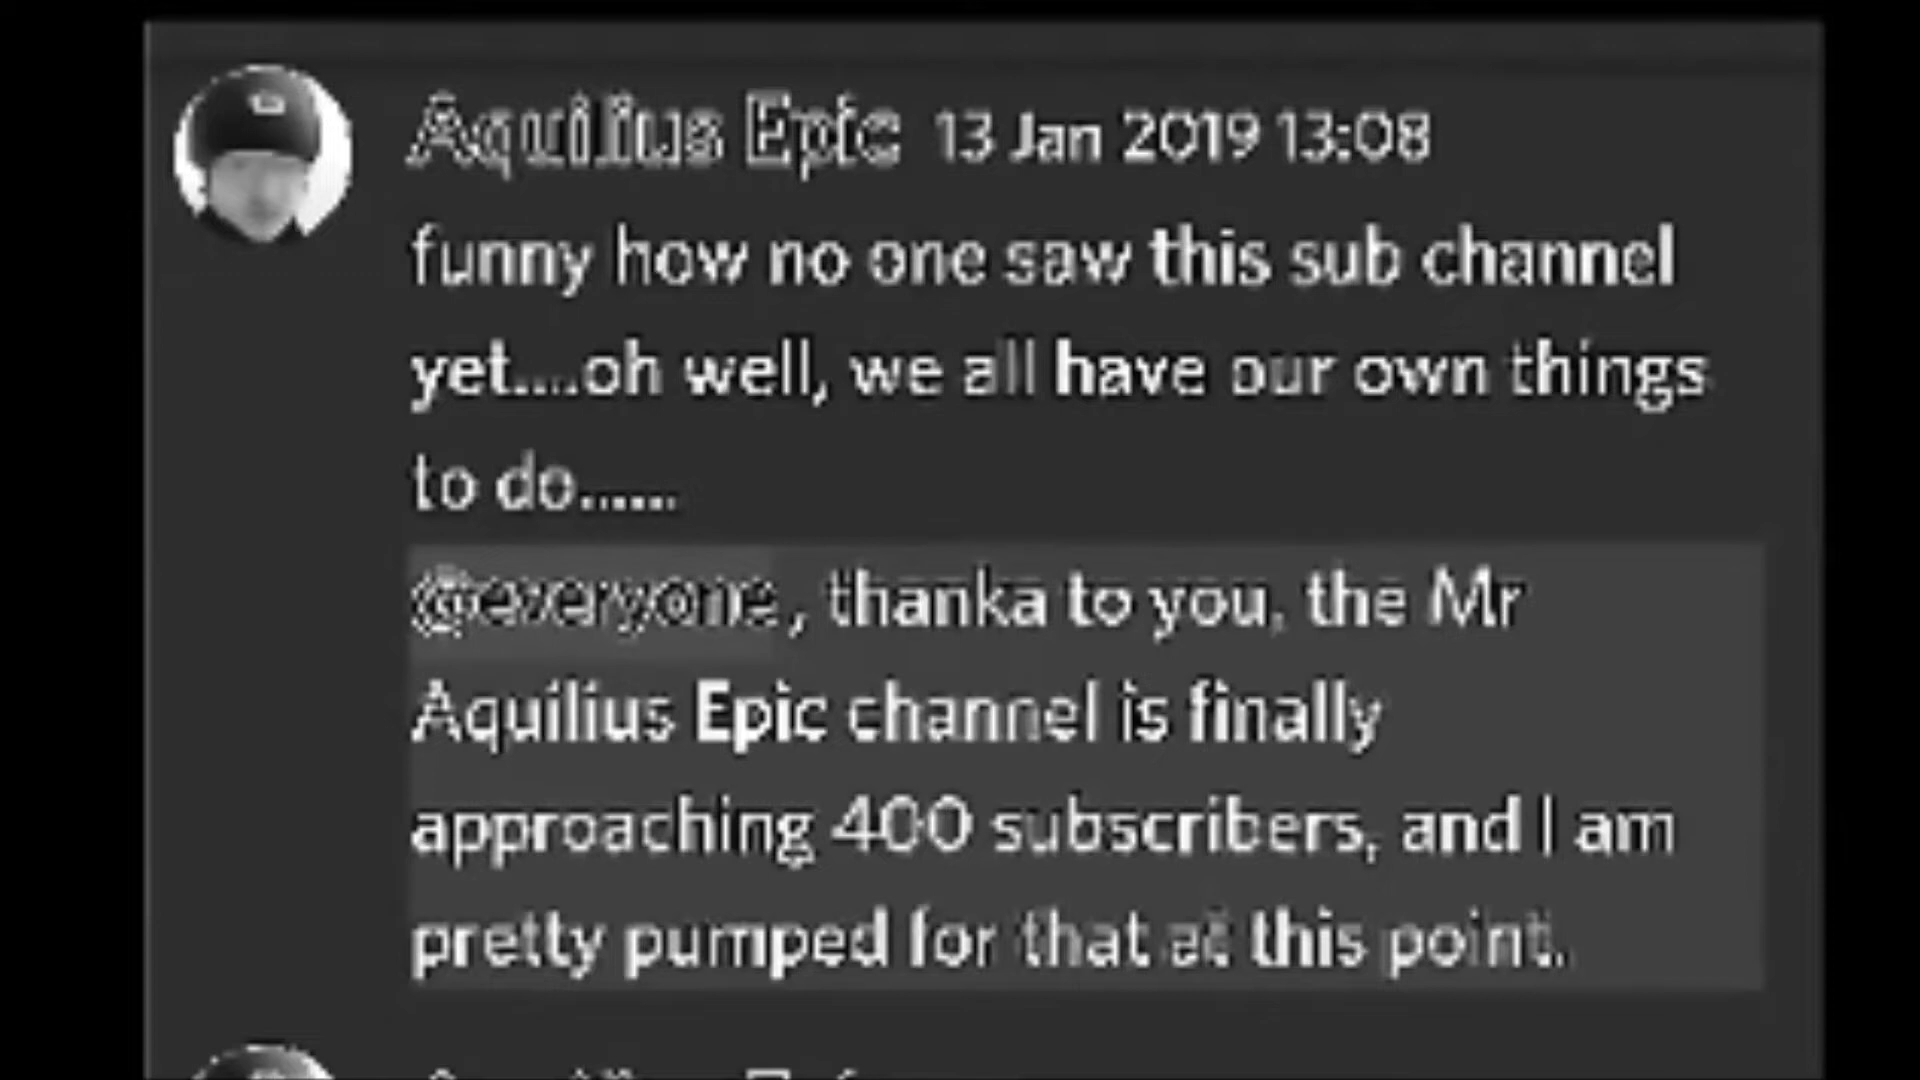 Aquilius Epic 13 Jan 2019 13:08
funny how no one saw this sub channel
yet....oh well, we all have our own things
to do......
@everyone, thanka to you, the Mr
Aquilius Epic channel is finally
approaching 400 subscribers, and I am
pretty pumped for that at this point.